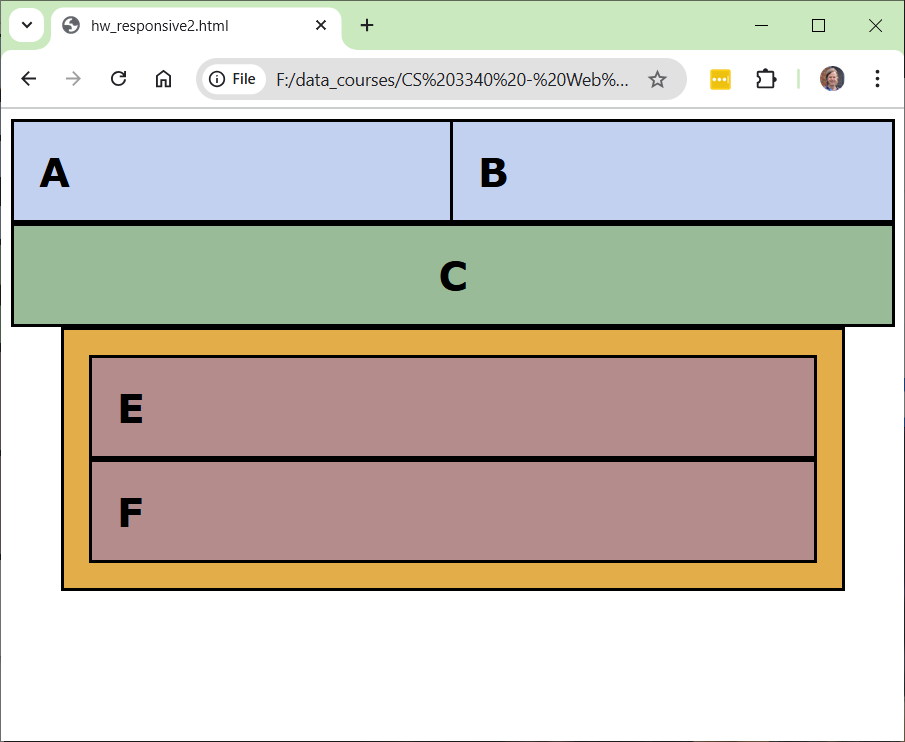 hw_responsive2.html
File F:/data_courses/CS%203340%20-%20Web%...
A B
C
E
F